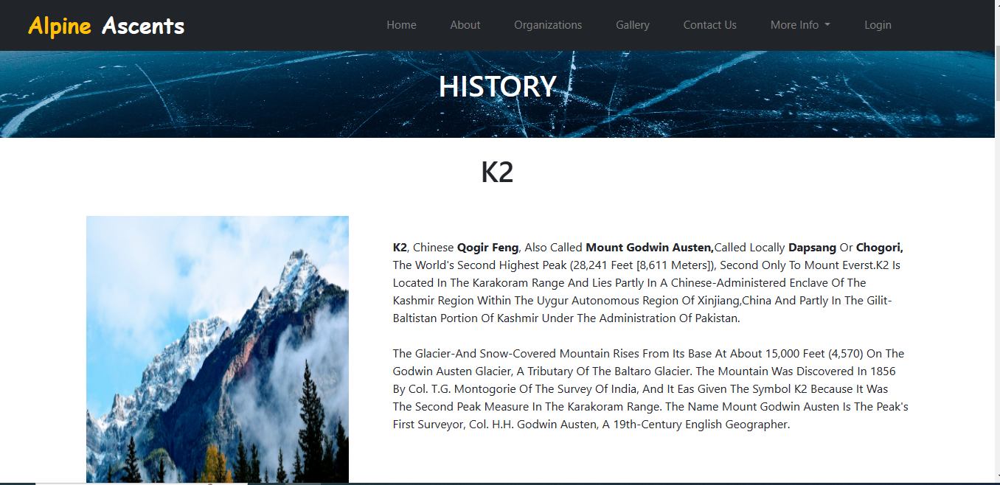 Alpine Ascents
Home About Organizations Gallery Contact Us More Info Login
HISTORY
K2
K2, Chinese Qogir Feng, Also Called Mount Godwin Austen,Called Locally Dapsang Or Chogori,
The World's Second Highest Peak (28,241 Feet [8,611 Meters]), Second Only To Mount Everst.K2 Is
Located In The Karakoram Range And Lies Partly In A Chinese-Administered Enclave Of The
Kashmir Region Within The Uygur Autonomous Region Of Xinjiang,China And Partly In The Gilit-
Baltistan Portion Of Kashmir Under The Administration Of Pakistan.
The Glacier-And Snow-Covered Mountain Rises From Its Base At About 15,000 Feet (4,570) On The
Godwin Austen Glacier, A Tributary Of The Baltaro Glacier. The Mountain Was Discovered In 1856
By Col. T.G. Montogorie Of The Survey Of India, And It Eas Given The Symbol K2 Because It Was
The Second Peak Measure In The Karakoram Range. The Name Mount Godwin Austen Is The Peak's
First Surveyor, Col. H.H. Godwin Austen, A 19th-Century English Geographer.